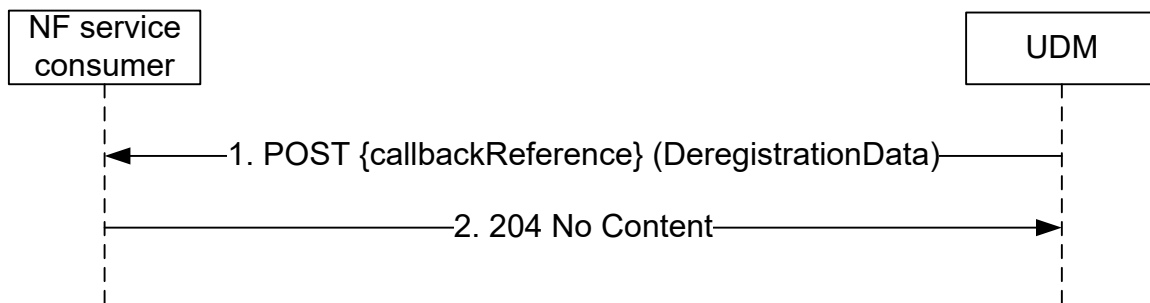 NF service
consumer
UDM
1. POST {callbackReference} (DeregistrationData)
2. 204 No Content